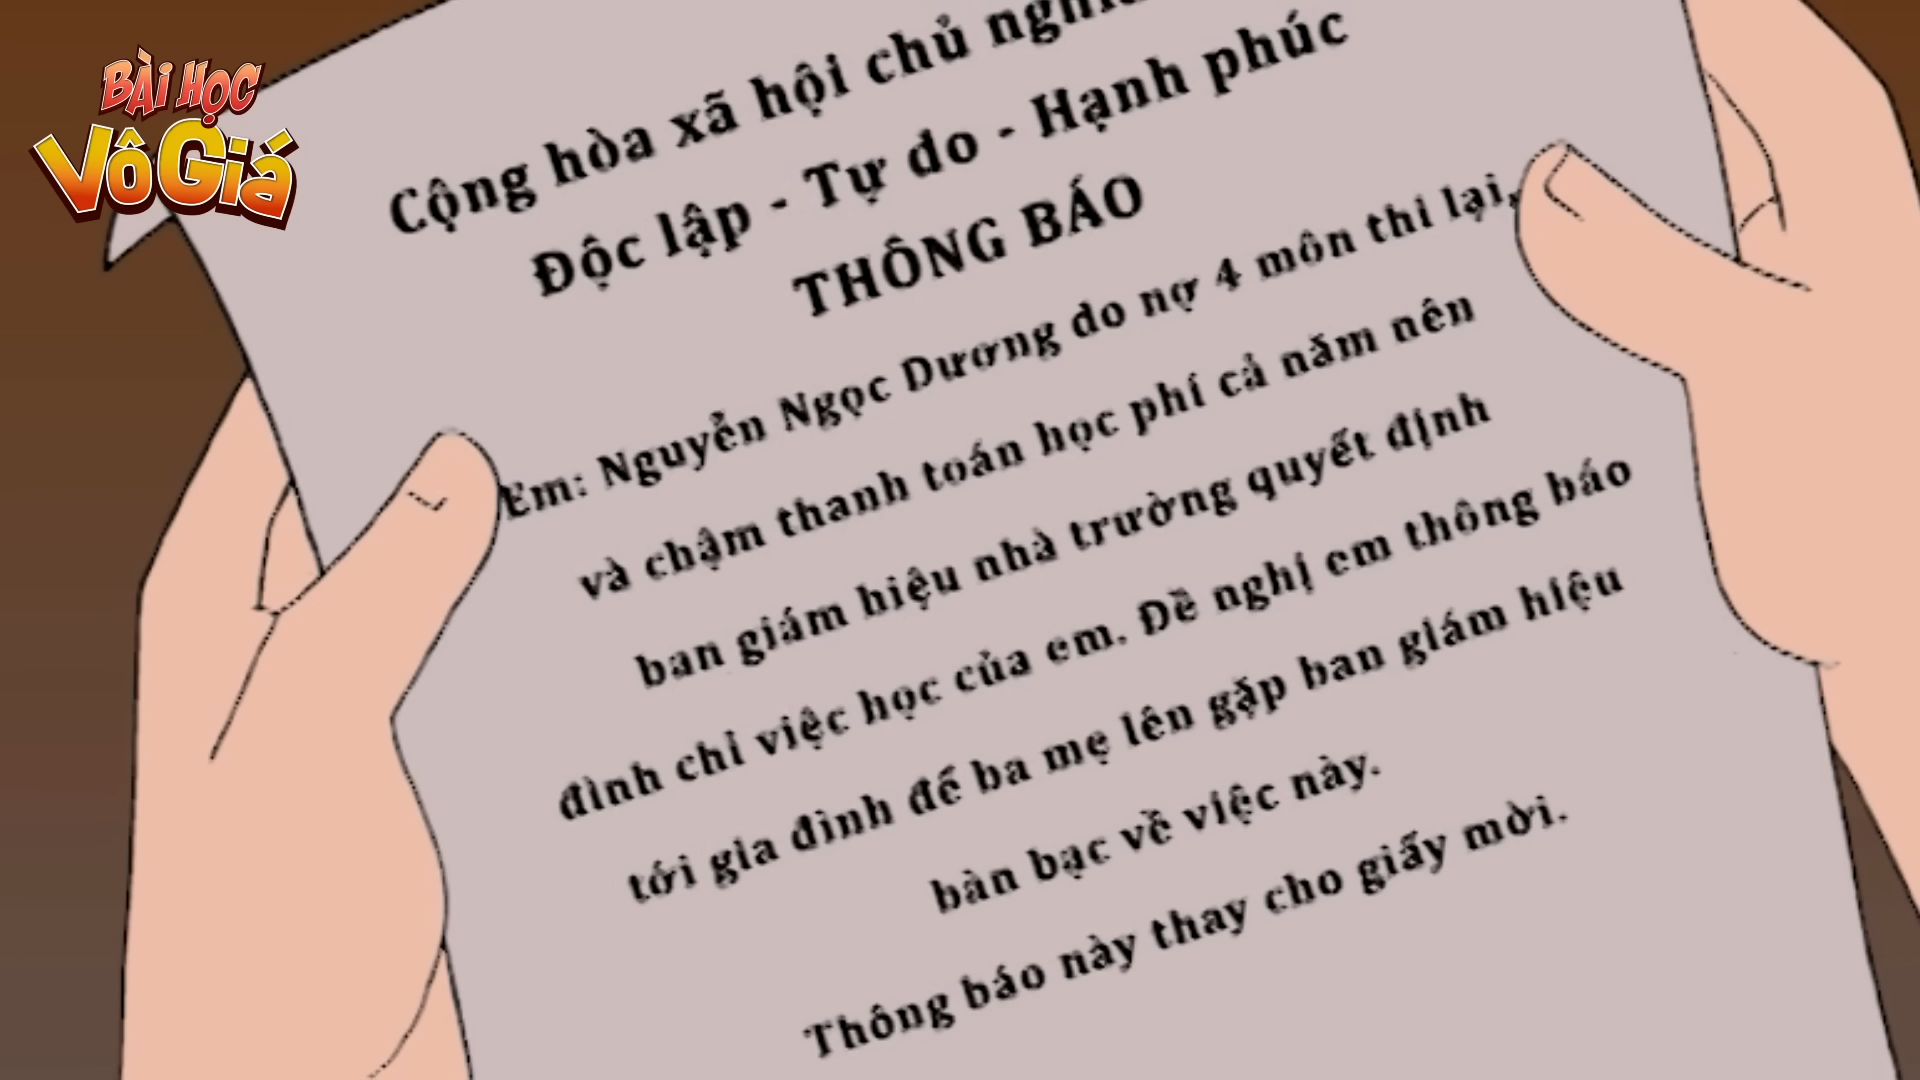 BÀI HỌC
Vô Giá
Cộng hòa xã hội chủ
Độc lập - Tự do - Hạnh phúc
THÔNG BÁO
Em: Nguyễn Ngọc Dương do nợ 4 môn thi lại,
và chậm thanh toán học phí cả năm nên
ban giám hiệu nhà trường quyết định
đình chỉ việc học của em. Đề nghị em thông báo
tới gia đình để ba mẹ lên gặp ban giám hiệu
bàn bạc về việc này.
Thông báo này thay cho giấy mời.